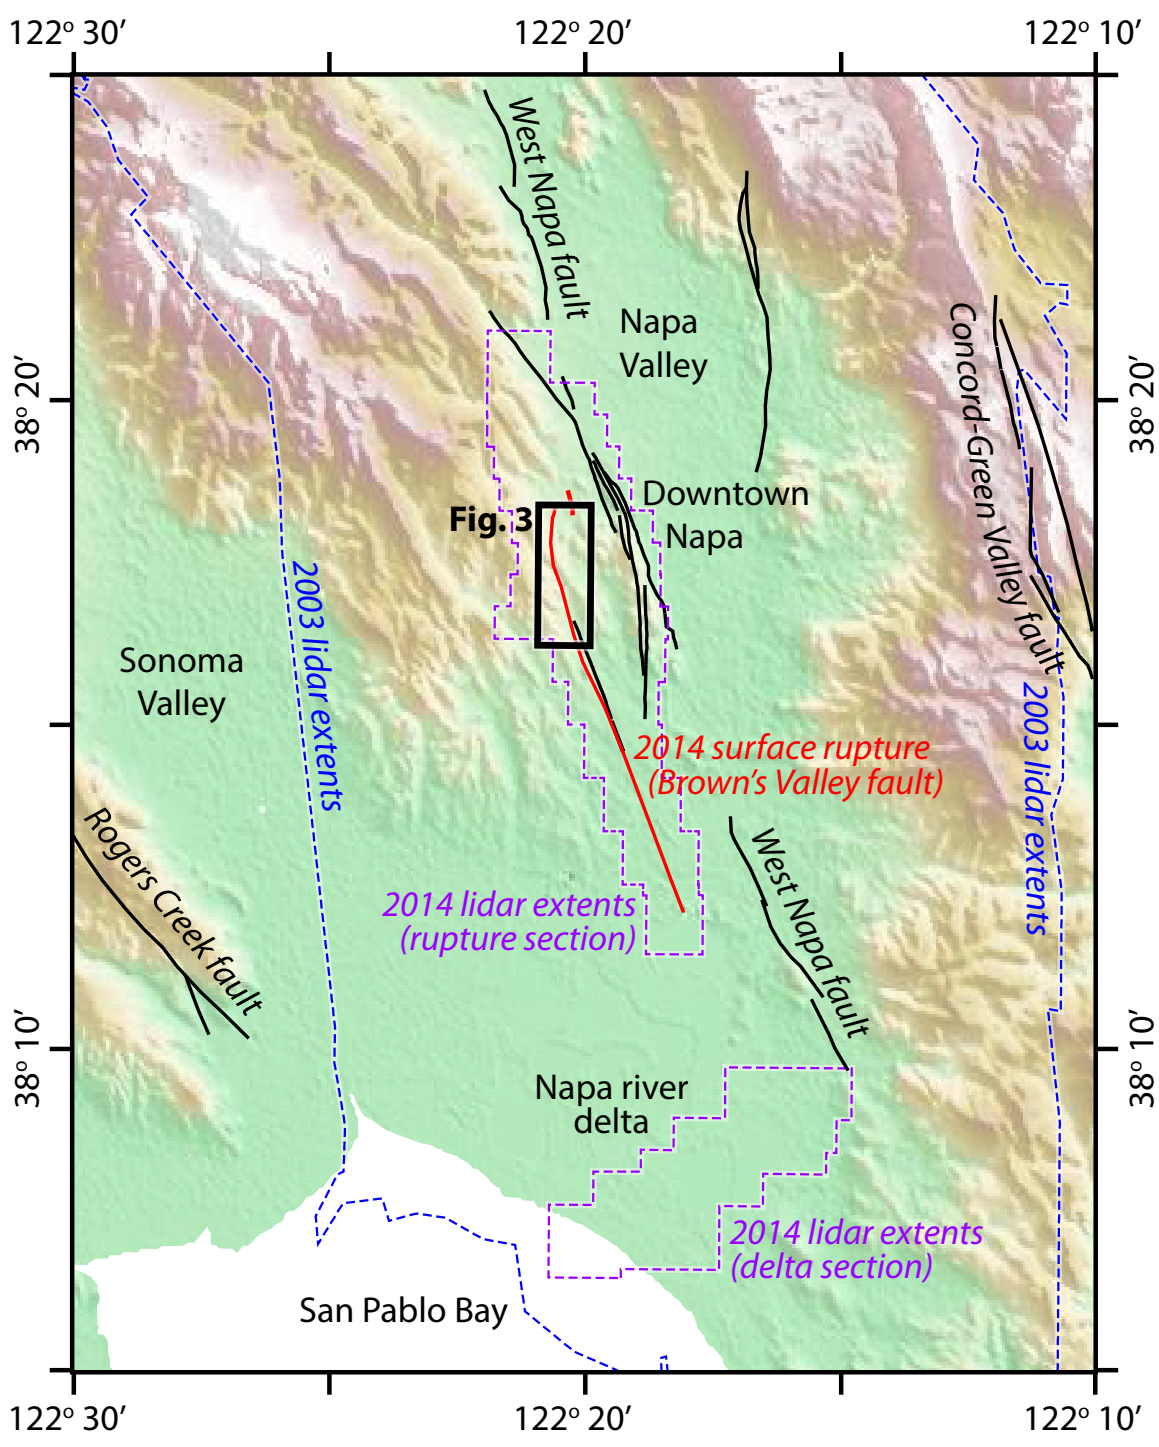 122° 30′
122° 20′
122° 10′
West Napa fault
Napa
Valley
Concord-Green Valley fault
38° 20′
38° 20′
Downtown
Napa
Fig. 3
2003 lidar extents
Sonoma
Valley
2003 lidar extents
2014 surface rupture
(Brown’s Valley fault)
Rogers Creek fault
West Napa fault
2014 lidar extents
(rupture section)
38° 10′
38° 10′
Napa river
delta
2014 lidar extents
(delta section)
San Pablo Bay
122° 30′
122° 20′
122° 10′